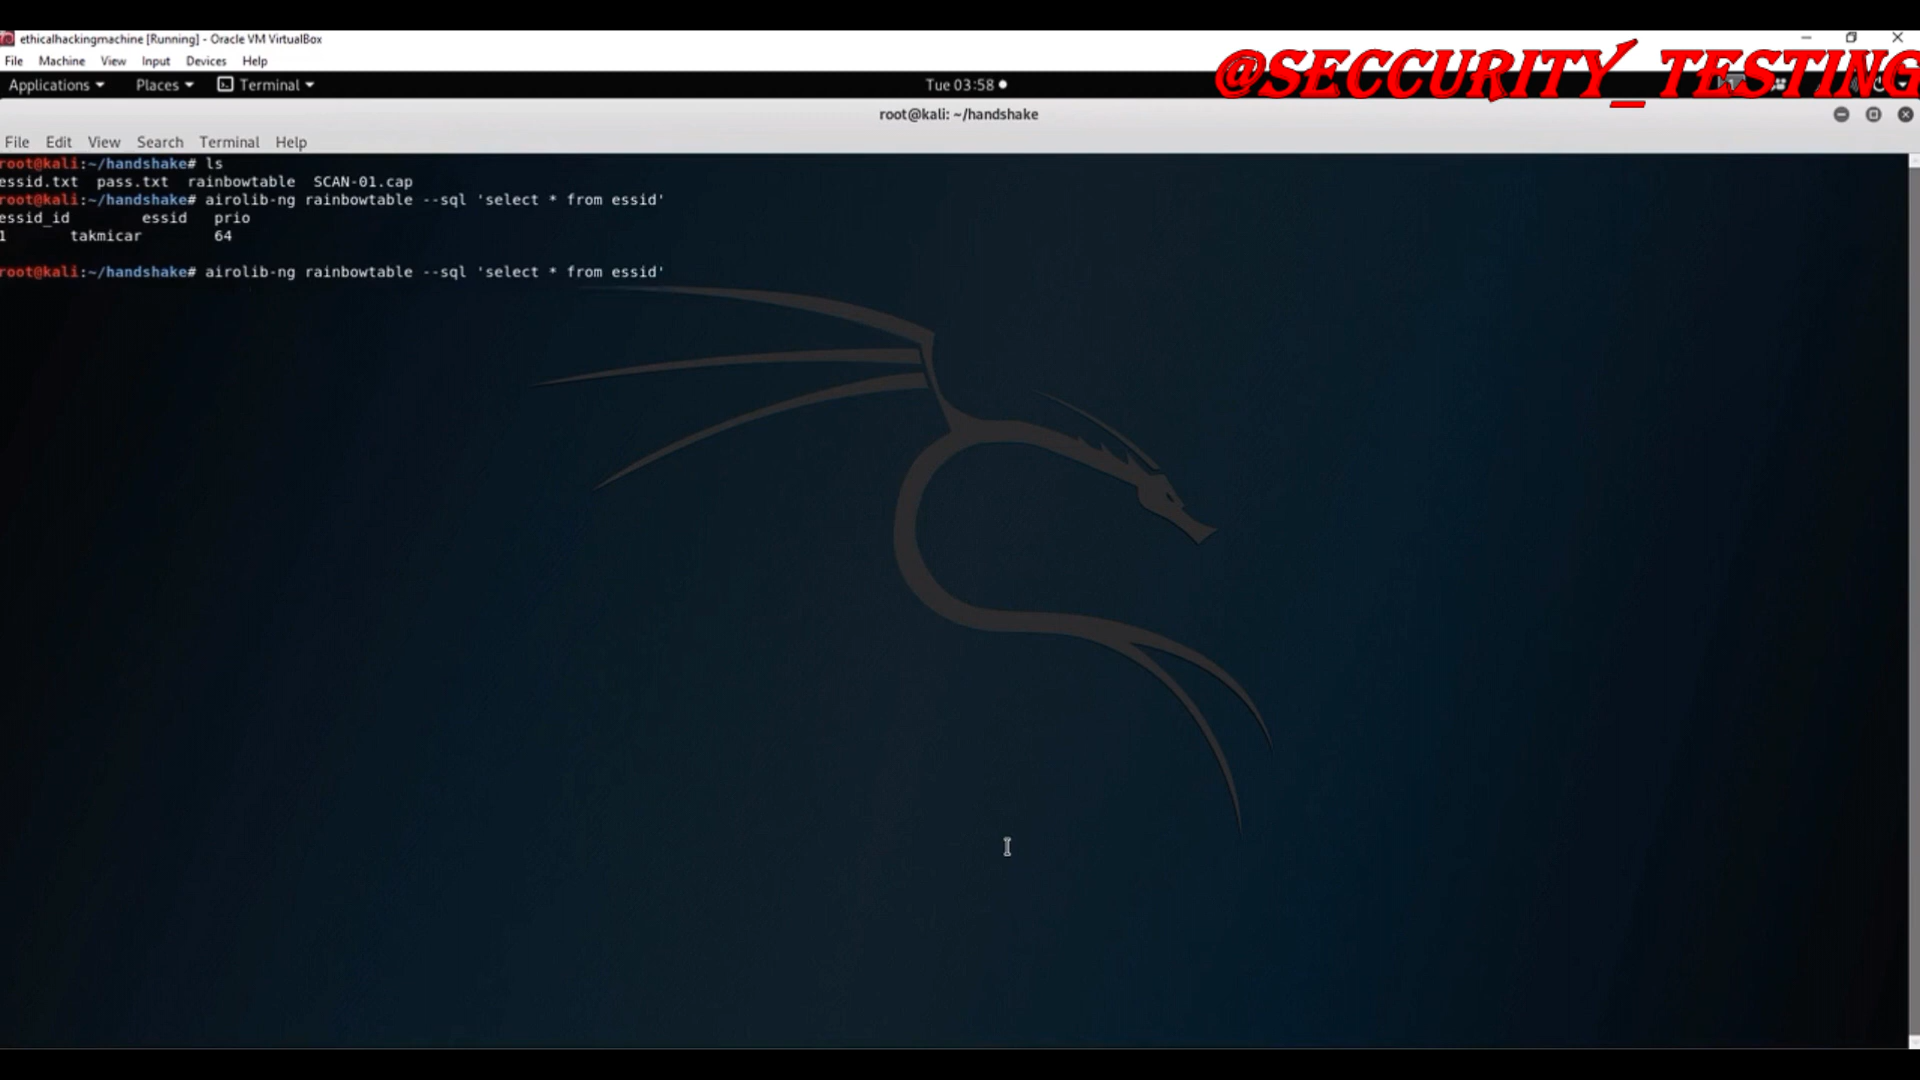 ethicalhackingmachine [Running] - Oracle VM VirtualBox
File Machine View Input Devices Help
@SECCURITY_TESTING
Applications Places Terminal Tue 03:58
root@kali: ~/handshake
File Edit View Search Terminal Help
root@kali:~/handshake# ls
essid.txt pass.txt rainbowtable SCAN-01.cap
root@kali:~/handshake# airolib-ng rainbowtable --sql 'select * from essid'
essid_id essid prio
1 takmicar 64
root@kali:~/handshake# airolib-ng rainbowtable --sql 'select * from essid'